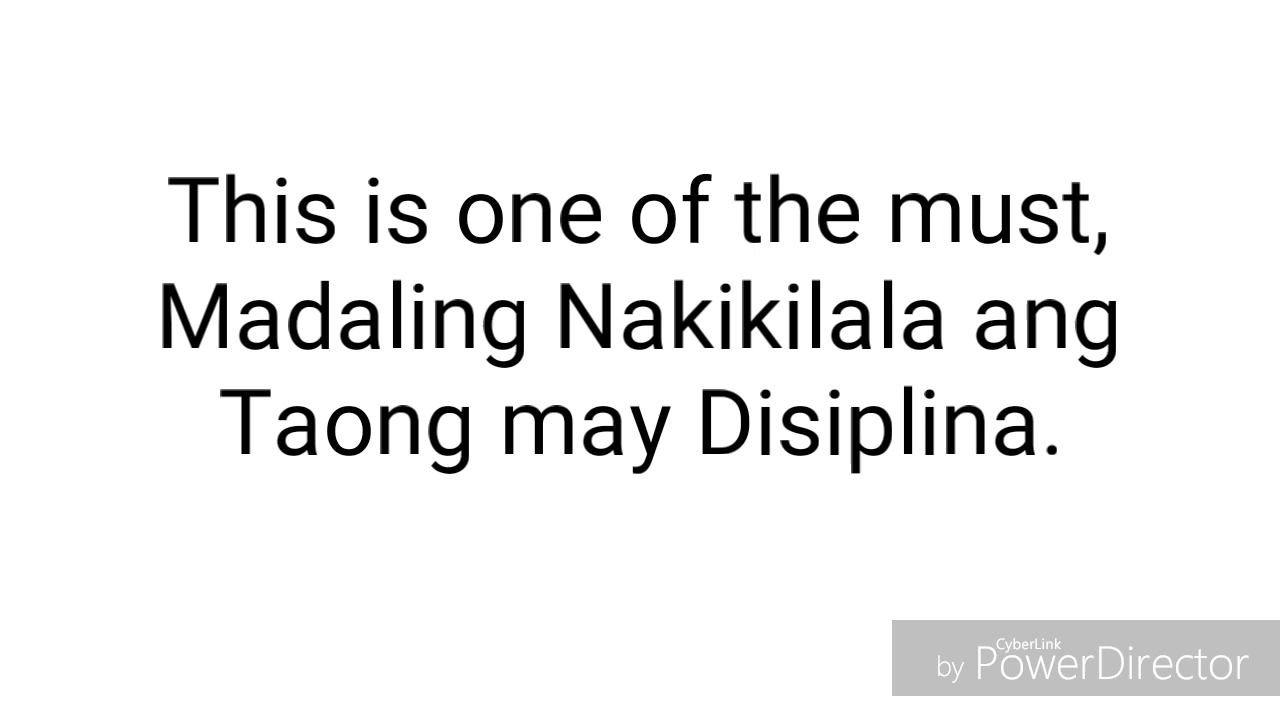 This is one of the must,
Madaling Nakikilala ang
Taong may Disiplina.
CyberLink
by PowerDirector